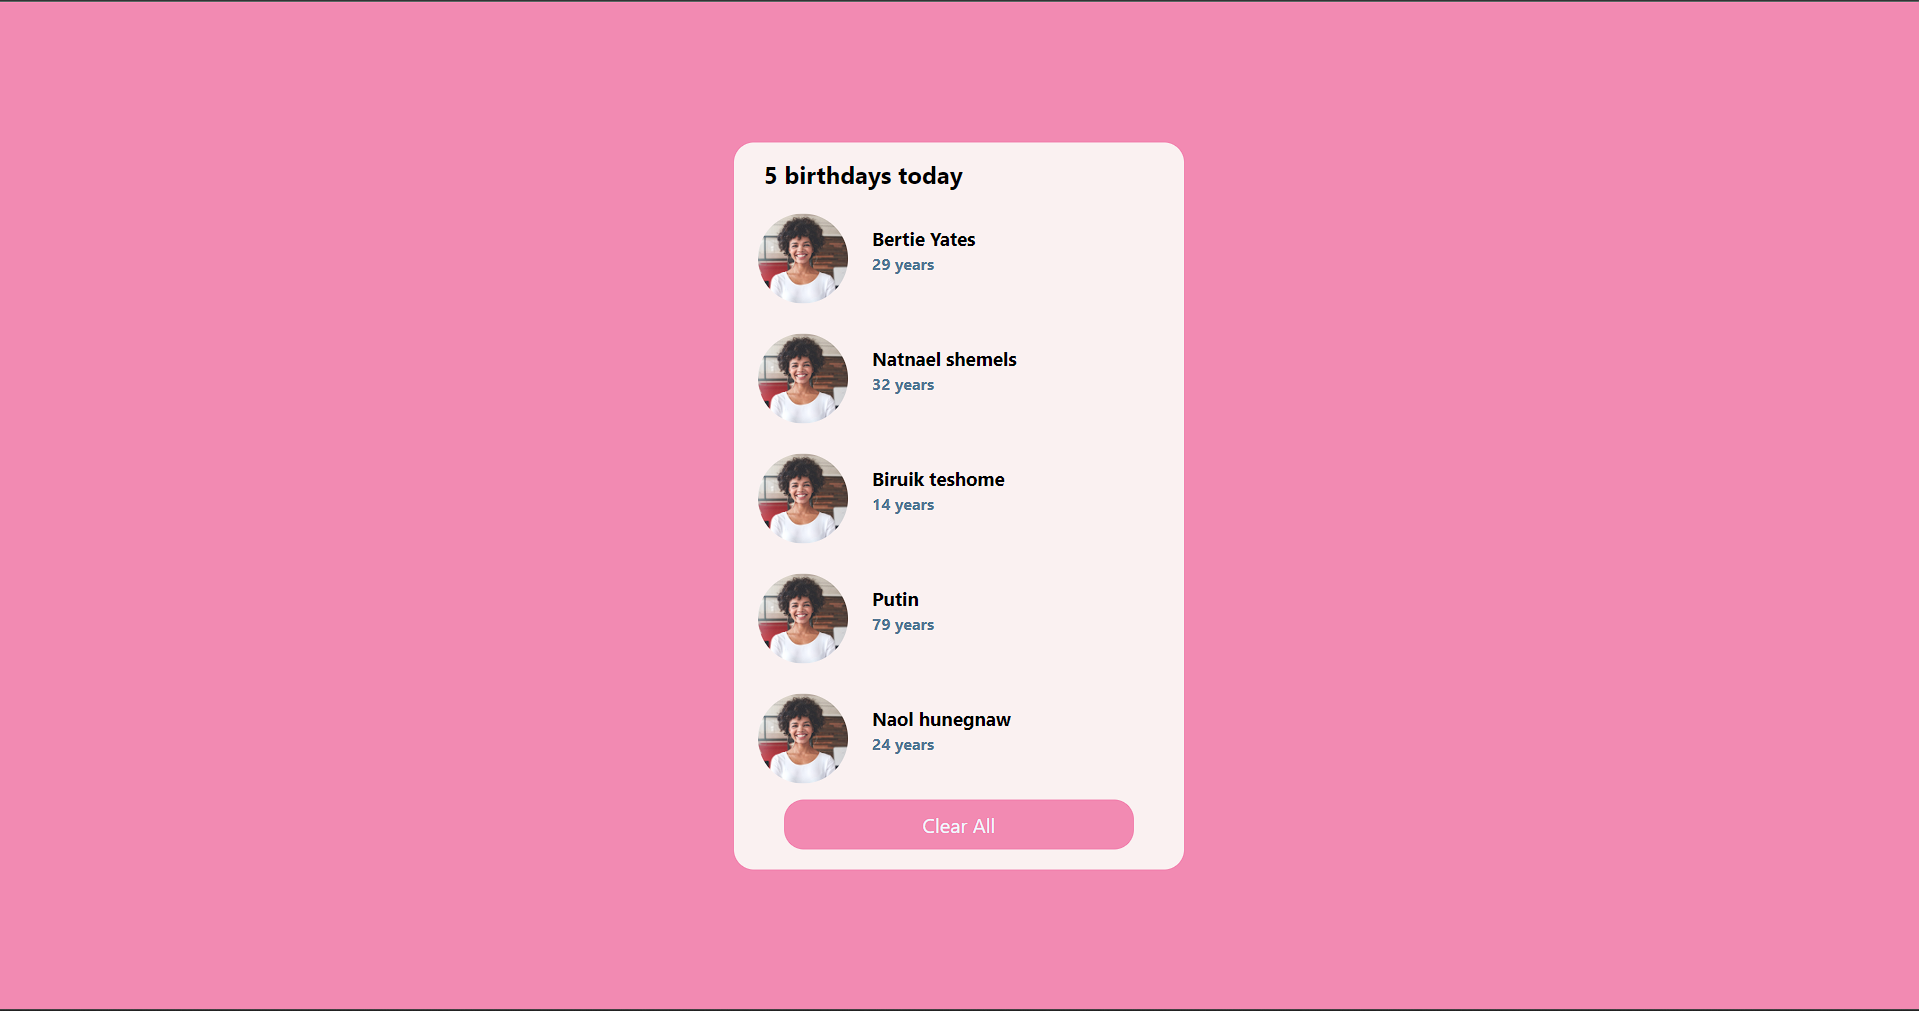 5 birthdays today
Bertie Yates
29 years
Natnael shemels
32 years
Biruik teshome
14 years
Putin
79 years
Naol hunegnaw
24 years
Clear All